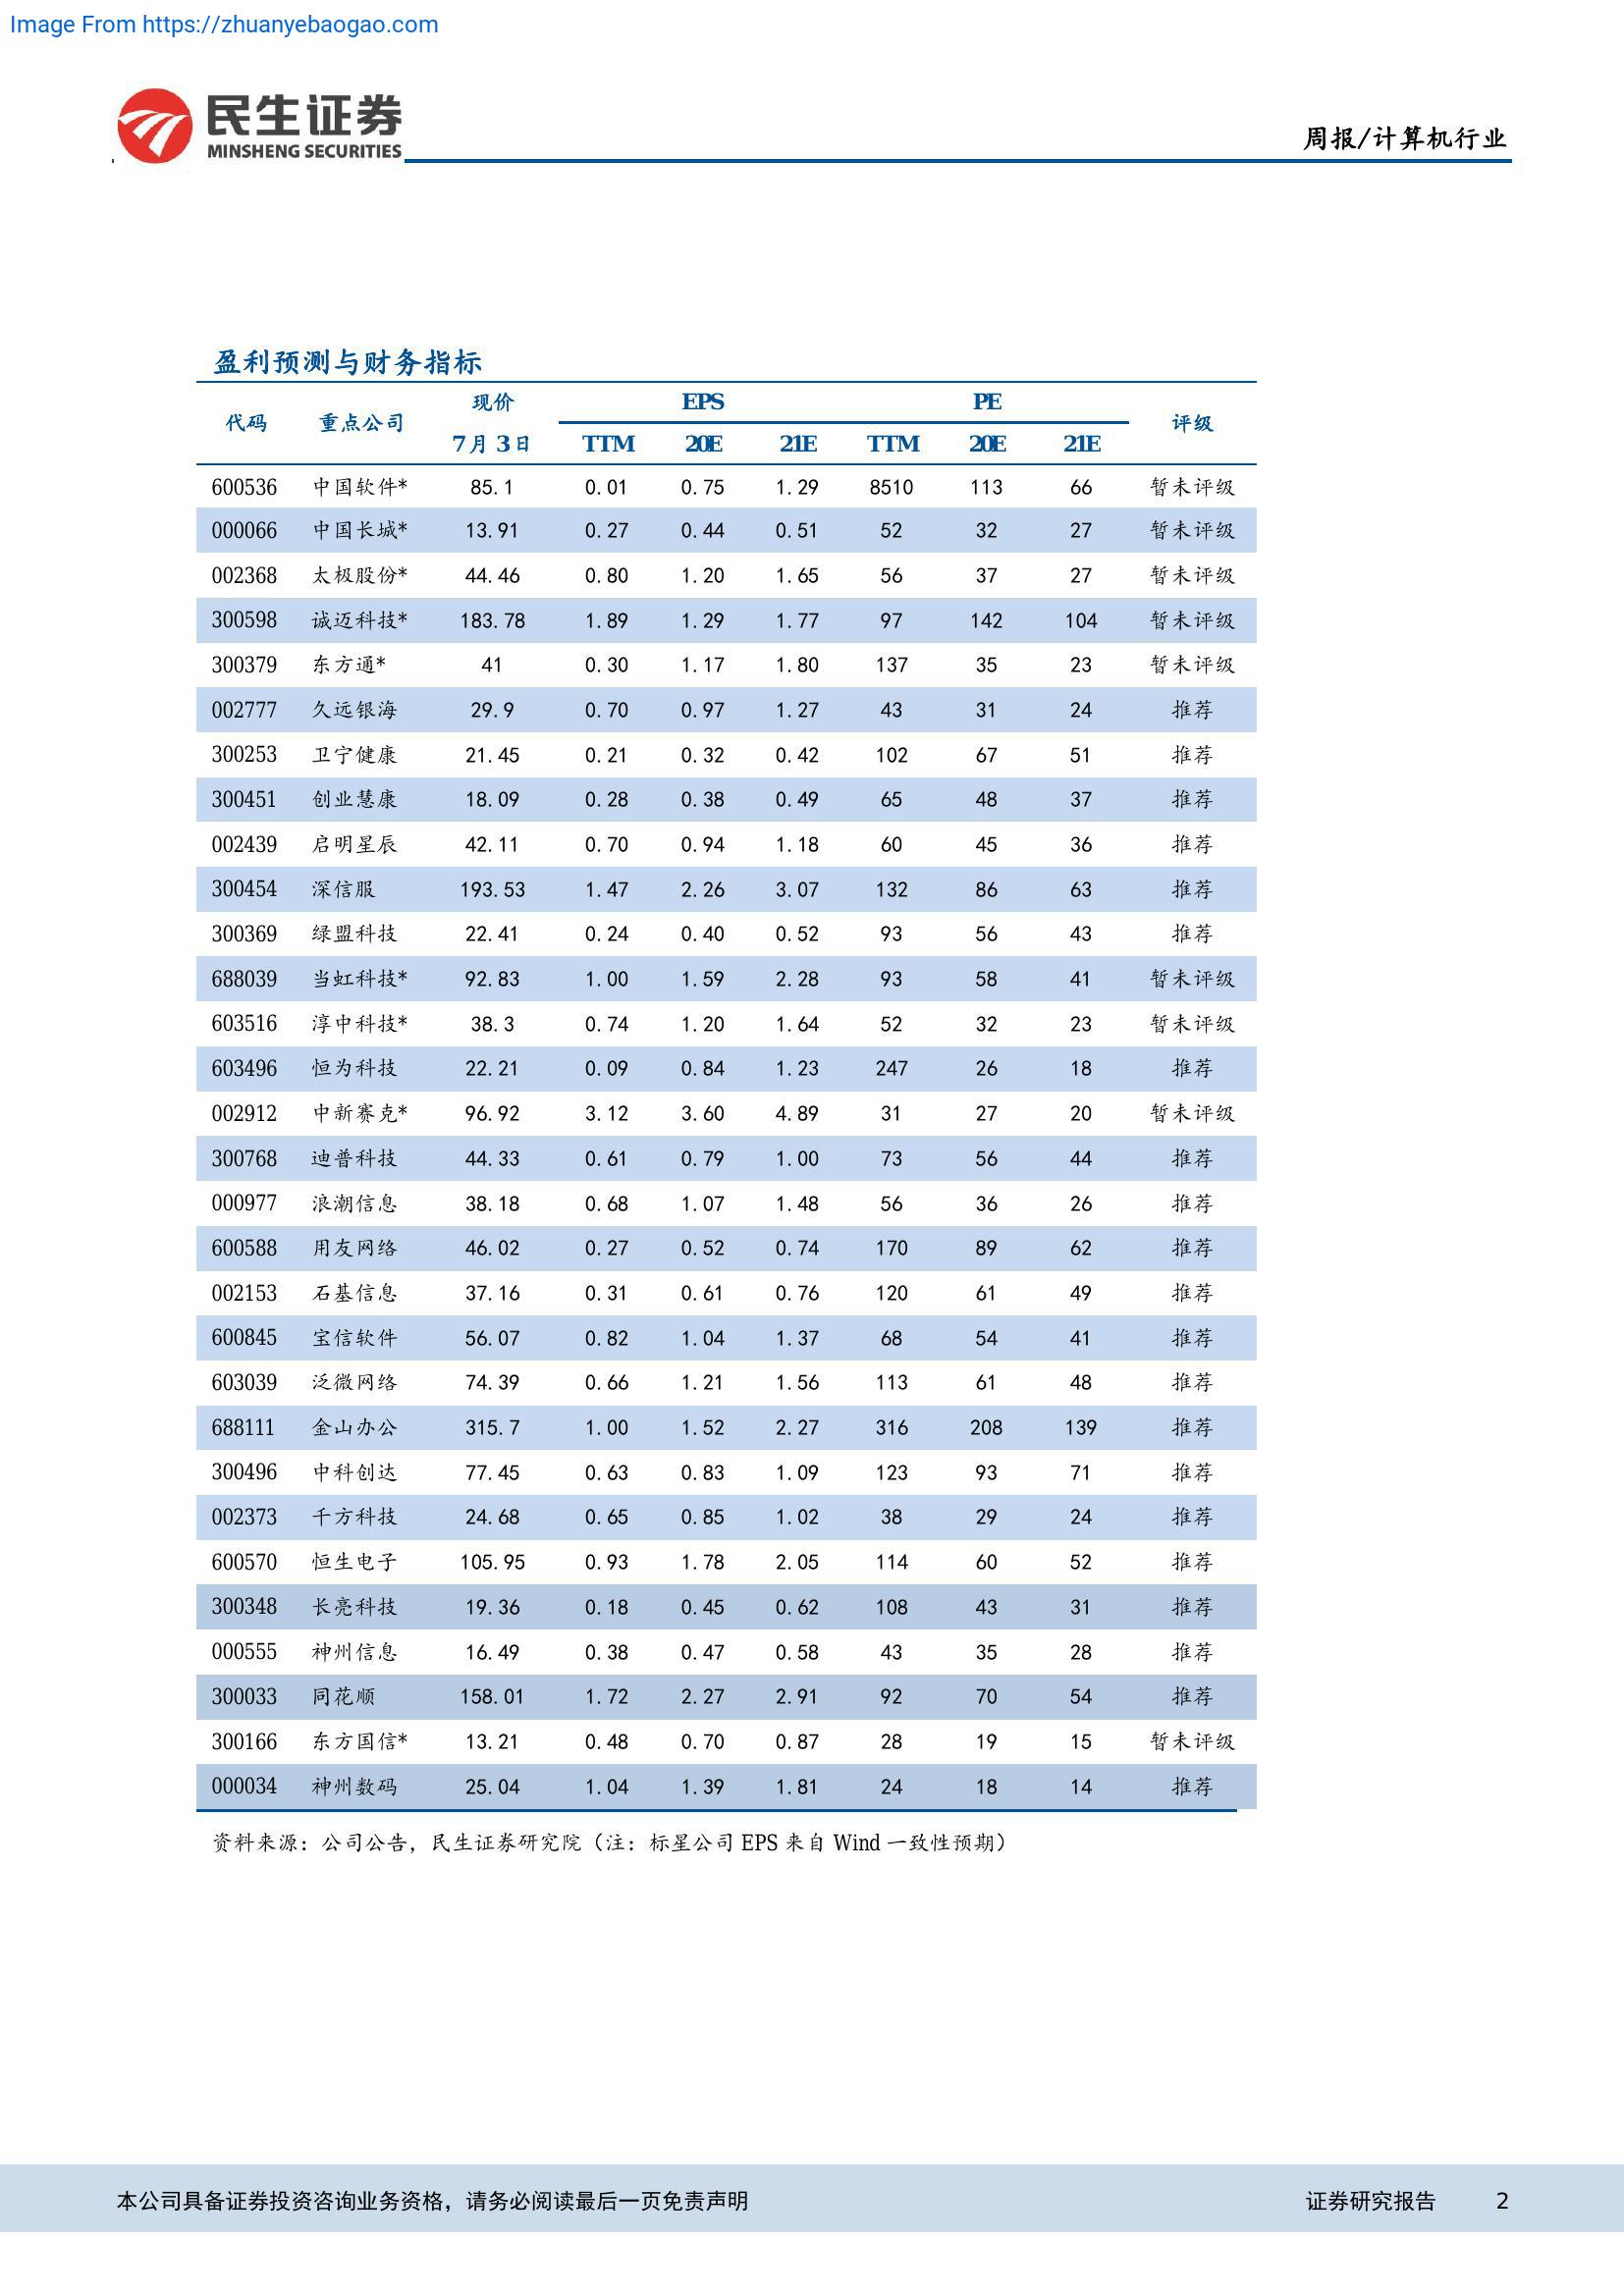 Image From https://zhuanyebaogao.com
民生证券
MINSHENG SECURITIES
周报/计算机行业
盈利预测与财务指标
代码 重点公司 现价 EPS PE 评级
7月3日 TTM 20E 21E TTM 20E 21E
600536 中国软件* 85.1 0.01 0.75 1.29 8510 113 66 暂未评级
000066 中国长城* 13.91 0.27 0.44 0.51 52 32 27 暂未评级
002368 太极股份* 44.46 0.80 1.20 1.65 56 37 27 暂未评级
300598 诚迈科技* 183.78 1.89 1.29 1.77 97 142 104 暂未评级
300379 东方通* 41 0.30 1.17 1.80 137 35 23 暂未评级
002777 久远银海 29.9 0.70 0.97 1.27 43 31 24 推荐
300253 卫宁健康 21.45 0.21 0.32 0.42 102 67 51 推荐
300451 创业慧康 18.09 0.28 0.38 0.49 65 48 37 推荐
002439 启明星辰 42.11 0.70 0.94 1.18 60 45 36 推荐
300454 深信服 193.53 1.47 2.26 3.07 132 86 63 推荐
300369 绿盟科技 22.41 0.24 0.40 0.52 93 56 43 推荐
688039 当虹科技* 92.83 1.00 1.59 2.28 93 58 41 暂未评级
603516 淳中科技* 38.3 0.74 1.20 1.64 52 32 23 暂未评级
603496 恒为科技 22.21 0.09 0.84 1.23 247 26 18 推荐
002912 中新赛克* 96.92 3.12 3.60 4.89 31 27 20 暂未评级
300768 迪普科技 44.33 0.61 0.79 1.00 73 56 44 推荐
000977 浪潮信息 38.18 0.68 1.07 1.48 56 36 26 推荐
600588 用友网络 46.02 0.27 0.52 0.74 170 89 62 推荐
002153 石基信息 37.16 0.31 0.61 0.76 120 61 49 推荐
600845 宝信软件 56.07 0.82 1.04 1.37 68 54 41 推荐
603039 泛微网络 74.39 0.66 1.21 1.56 113 61 48 推荐
688111 金山办公 315.7 1.00 1.52 2.27 316 208 139 推荐
300496 中科创达 77.45 0.63 0.83 1.09 123 93 71 推荐
002373 千方科技 24.68 0.65 0.85 1.02 38 29 24 推荐
600570 恒生电子 105.95 0.93 1.78 2.05 114 60 52 推荐
300348 长亮科技 19.36 0.18 0.45 0.62 108 43 31 推荐
000555 神州信息 16.49 0.38 0.47 0.58 43 35 28 推荐
300033 同花顺 158.01 1.72 2.27 2.91 92 70 54 推荐
300166 东方国信* 13.21 0.48 0.70 0.87 28 19 15 暂未评级
000034 神州数码 25.04 1.04 1.39 1.81 24 18 14 推荐
资料来源：公司公告，民生证券研究院（注：标星公司 EPS 来自 Wind 一致性预期）
本公司具备证券投资咨询业务资格，请务必阅读最后一页免责声明 证券研究报告 2